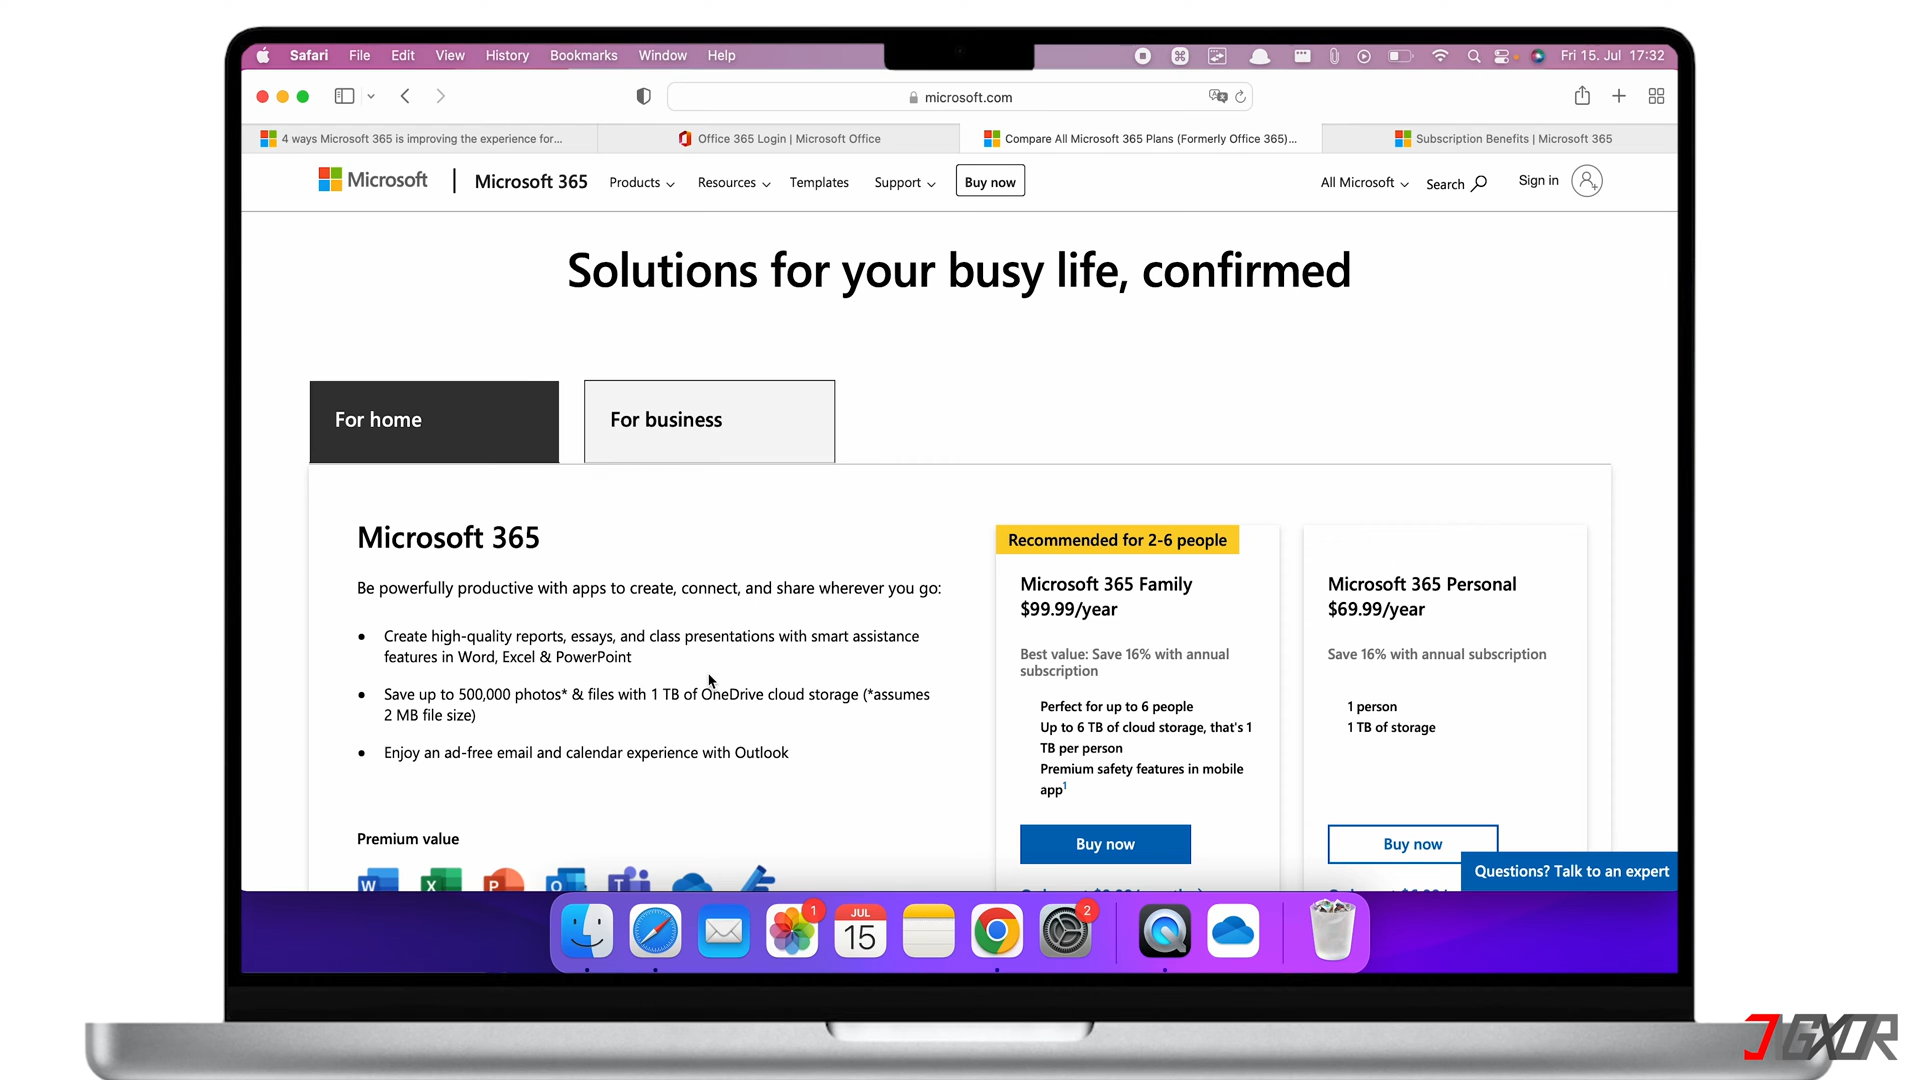 Safari File Edit View History Bookmarks Window Help
Fri 15. Jul 17:32
microsoft.com
4 ways Microsoft 365 is improving the experience for...
Office 365 Login | Microsoft Office
Compare All Microsoft 365 Plans (Formerly Office 365)...
Subscription Benefits | Microsoft 365
Microsoft | Microsoft 365 Products Resources Templates Support Buy now
All Microsoft Search Sign in
Solutions for your busy life, confirmed
For home
For business
Microsoft 365
Be powerfully productive with apps to create, connect, and share wherever you go:
• Create high-quality reports, essays, and class presentations with smart assistance
features in Word, Excel & PowerPoint
• Save up to 500,000 photos* & files with 1 TB of OneDrive cloud storage (*assumes
2 MB file size)
• Enjoy an ad-free email and calendar experience with Outlook
Premium value
W X P O T
Recommended for 2-6 people
Microsoft 365 Family
$99.99/year
Best value: Save 16% with annual
subscription
Perfect for up to 6 people
Up to 6 TB of cloud storage, that's 1
TB per person
Premium safety features in mobile
app1
Buy now
Microsoft 365 Personal
$69.99/year
Save 16% with annual subscription
1 person
1 TB of storage
Buy now
Questions? Talk to an expert
1
JUL
15
2
JGXOR